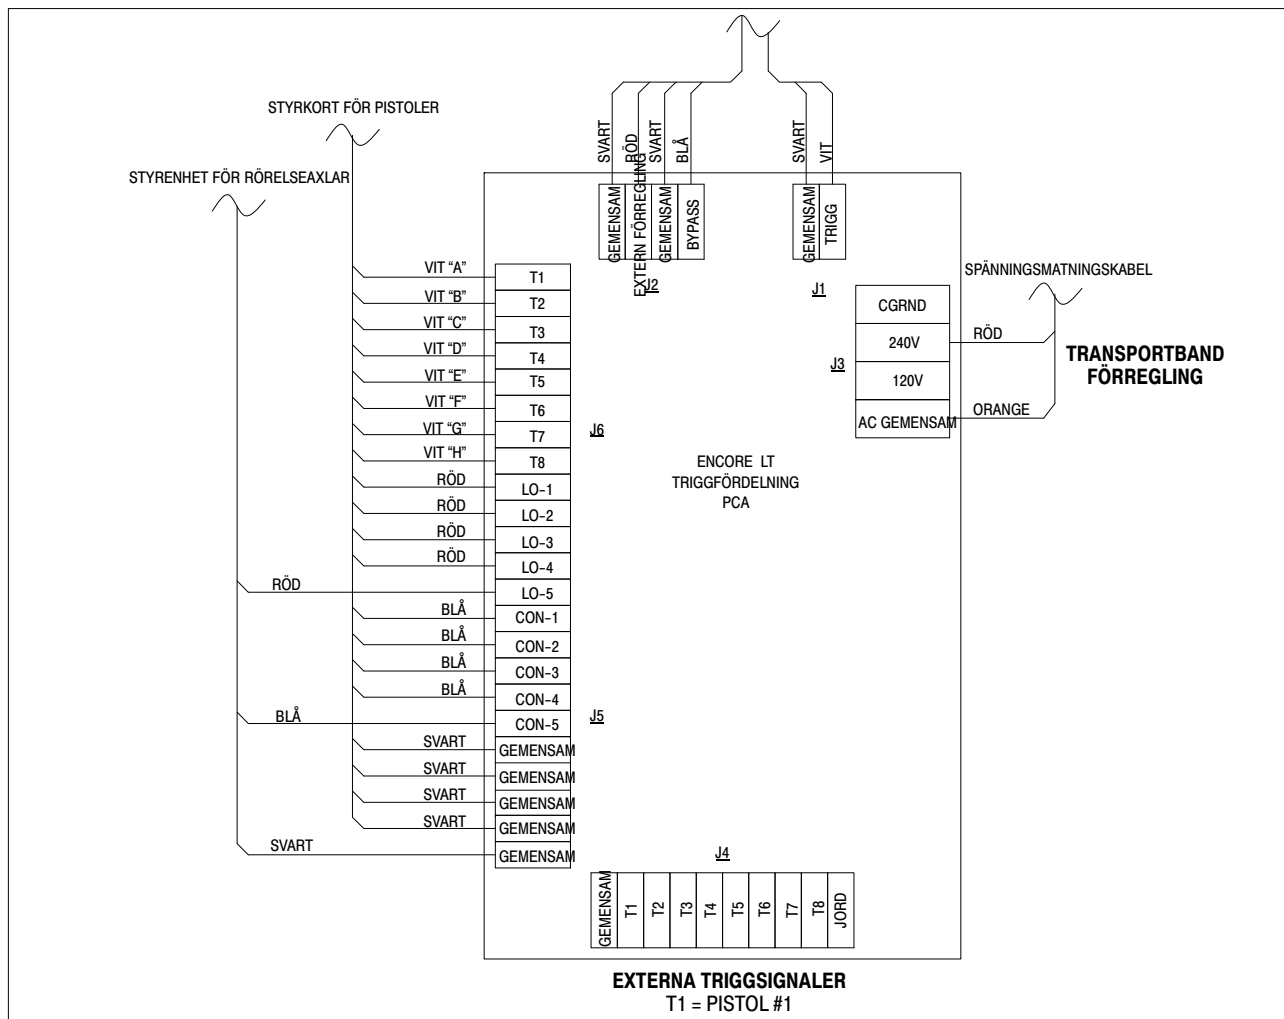 STYRKORT FÖR PISTOLER
STYRENHET FÖR RÖRELSEAXLAR
SVART
RÖD
SVART
BLÅ
SVART
VIT
GEMENSAM
EXTERN FÖRREGLING
GEMENSAM
BYPASS
J2
GEMENSAM
TRIGG
J1
SPÄNNINGSMATNINGSKABEL
CGRND
240V
RÖD
120V
AC GEMENSAM
ORANGE
J3
TRANSPORTBAND
FÖRREGLING
VIT “A”
T1
VIT “B”
T2
VIT “C”
T3
VIT “D”
T4
VIT “E”
T5
VIT “F”
T6
VIT “G”
T7
VIT “H”
T8
J6
RÖD
LO-1
RÖD
LO-2
RÖD
LO-3
RÖD
LO-4
RÖD
LO-5
BLÅ
CON-1
BLÅ
CON-2
BLÅ
CON-3
BLÅ
CON-4
BLÅ
CON-5
J5
SVART
GEMENSAM
SVART
GEMENSAM
SVART
GEMENSAM
SVART
GEMENSAM
SVART
GEMENSAM
ENCORE LT
TRIGGFÖRDELNING
PCA
J4
GEMENSAM
T1
T2
T3
T4
T5
T6
T7
T8
JORD
EXTERNA TRIGGSIGNALER
T1 = PISTOL #1